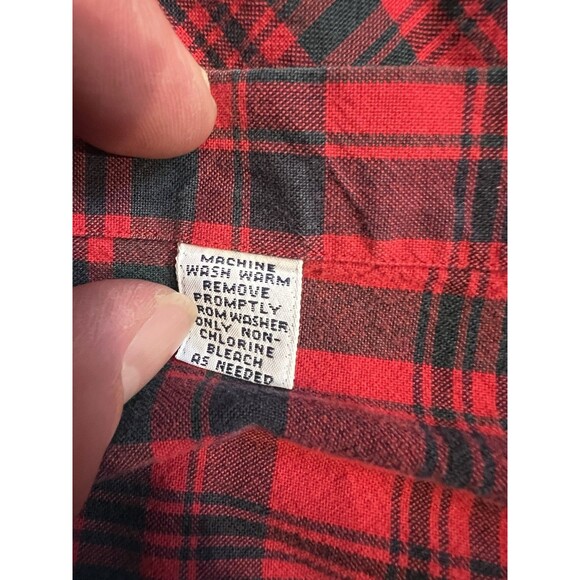 MACHINE
WASH WARM
REMOVE
PROMPTLY
ROM WASHER
ONLY NON-
CHLORINE
BLEACH
AS NEEDED